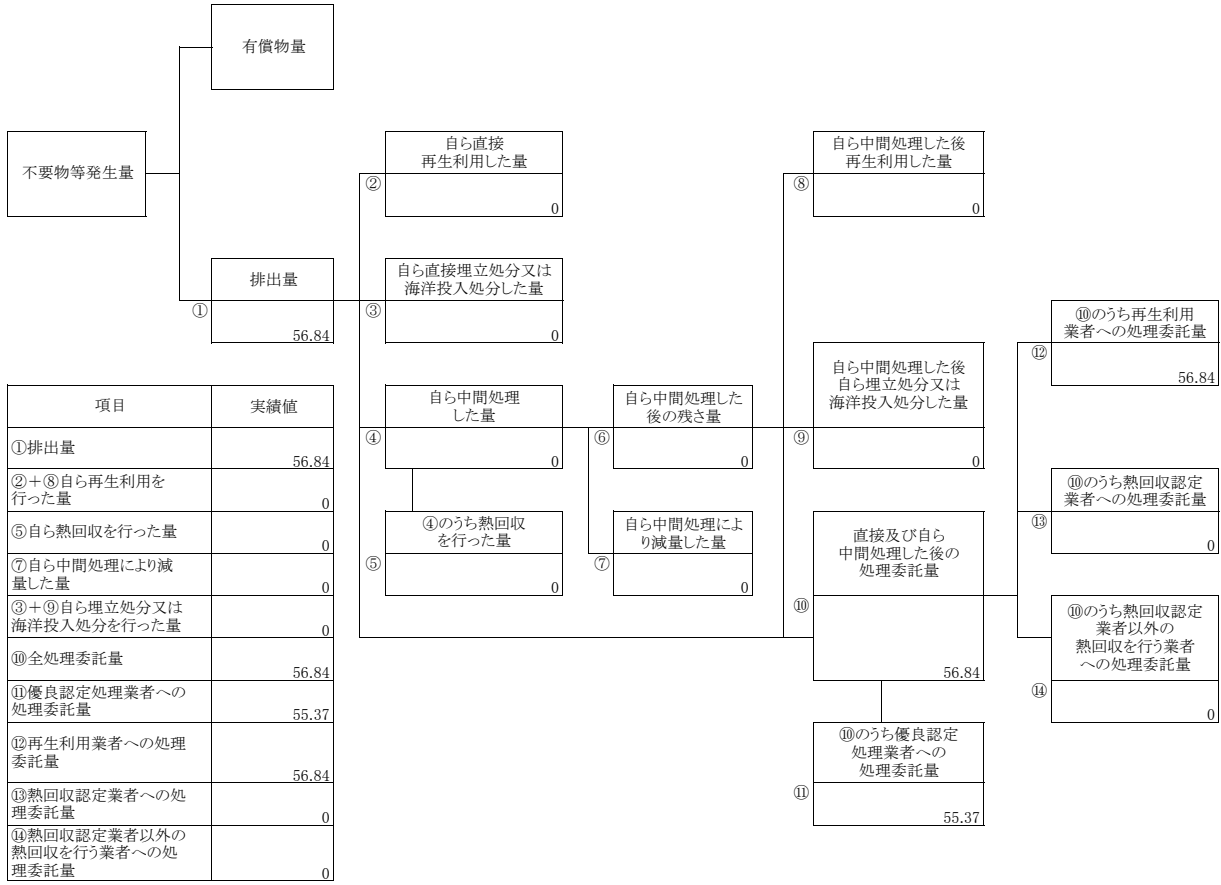 有償物量
不要物等発生量
自ら直接
再生利用した量
②
0
自ら中間処理した後
再生利用した量
⑧
0
排出量
①
56.84
自ら直接埋立処分又は
海洋投入処分した量
③
0
自ら中間処理
した量
④
0
自ら中間処理した
後の残さ量
⑥
0
自ら中間処理した後
自ら埋立処分又は
海洋投入処分した量
⑨
0
⑩のうち再生利用
業者への処理委託量
⑫
56.84
④のうち熱回収
を行った量
⑤
0
自ら中間処理によ
り減量した量
⑦
0
直接及び自ら
中間処理した後の
処理委託量
⑩
56.84
⑩のうち熱回収認定
業者への処理委託量
⑬
0
⑩のうち熱回収認定
業者以外の
熱回収を行う業者
への処理委託量
⑭
0
⑩のうち優良認定
処理業者への
処理委託量
⑪
55.37
項目 実績値
①排出量
56.84
②＋⑧自ら再生利用を
行った量
0
⑤自ら熱回収を行った量
0
⑦自ら中間処理により減
量した量
0
③＋⑨自ら埋立処分又は
海洋投入処分を行った量
0
⑩全処理委託量
56.84
⑪優良認定処理業者への
処理委託量
55.37
⑫再生利用業者への処理
委託量
56.84
⑬熱回収認定業者への処
理委託量
0
⑭熱回収認定業者以外の
熱回収を行う業者への処
理委託量
0